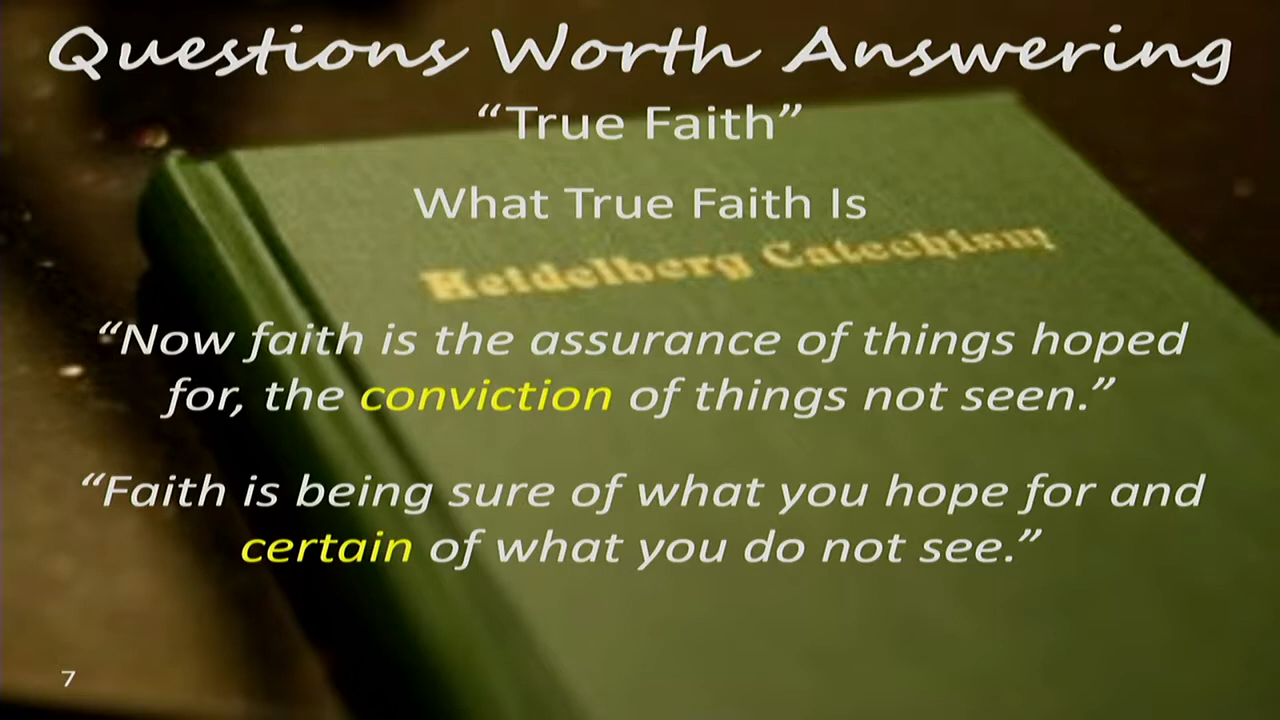 Questions Worth Answering
“True Faith”
What True Faith Is
Heidelberg Catechism
“Now faith is the assurance of things hoped
for, the conviction of things not seen.”
“Faith is being sure of what you hope for and
certain of what you do not see.”
7